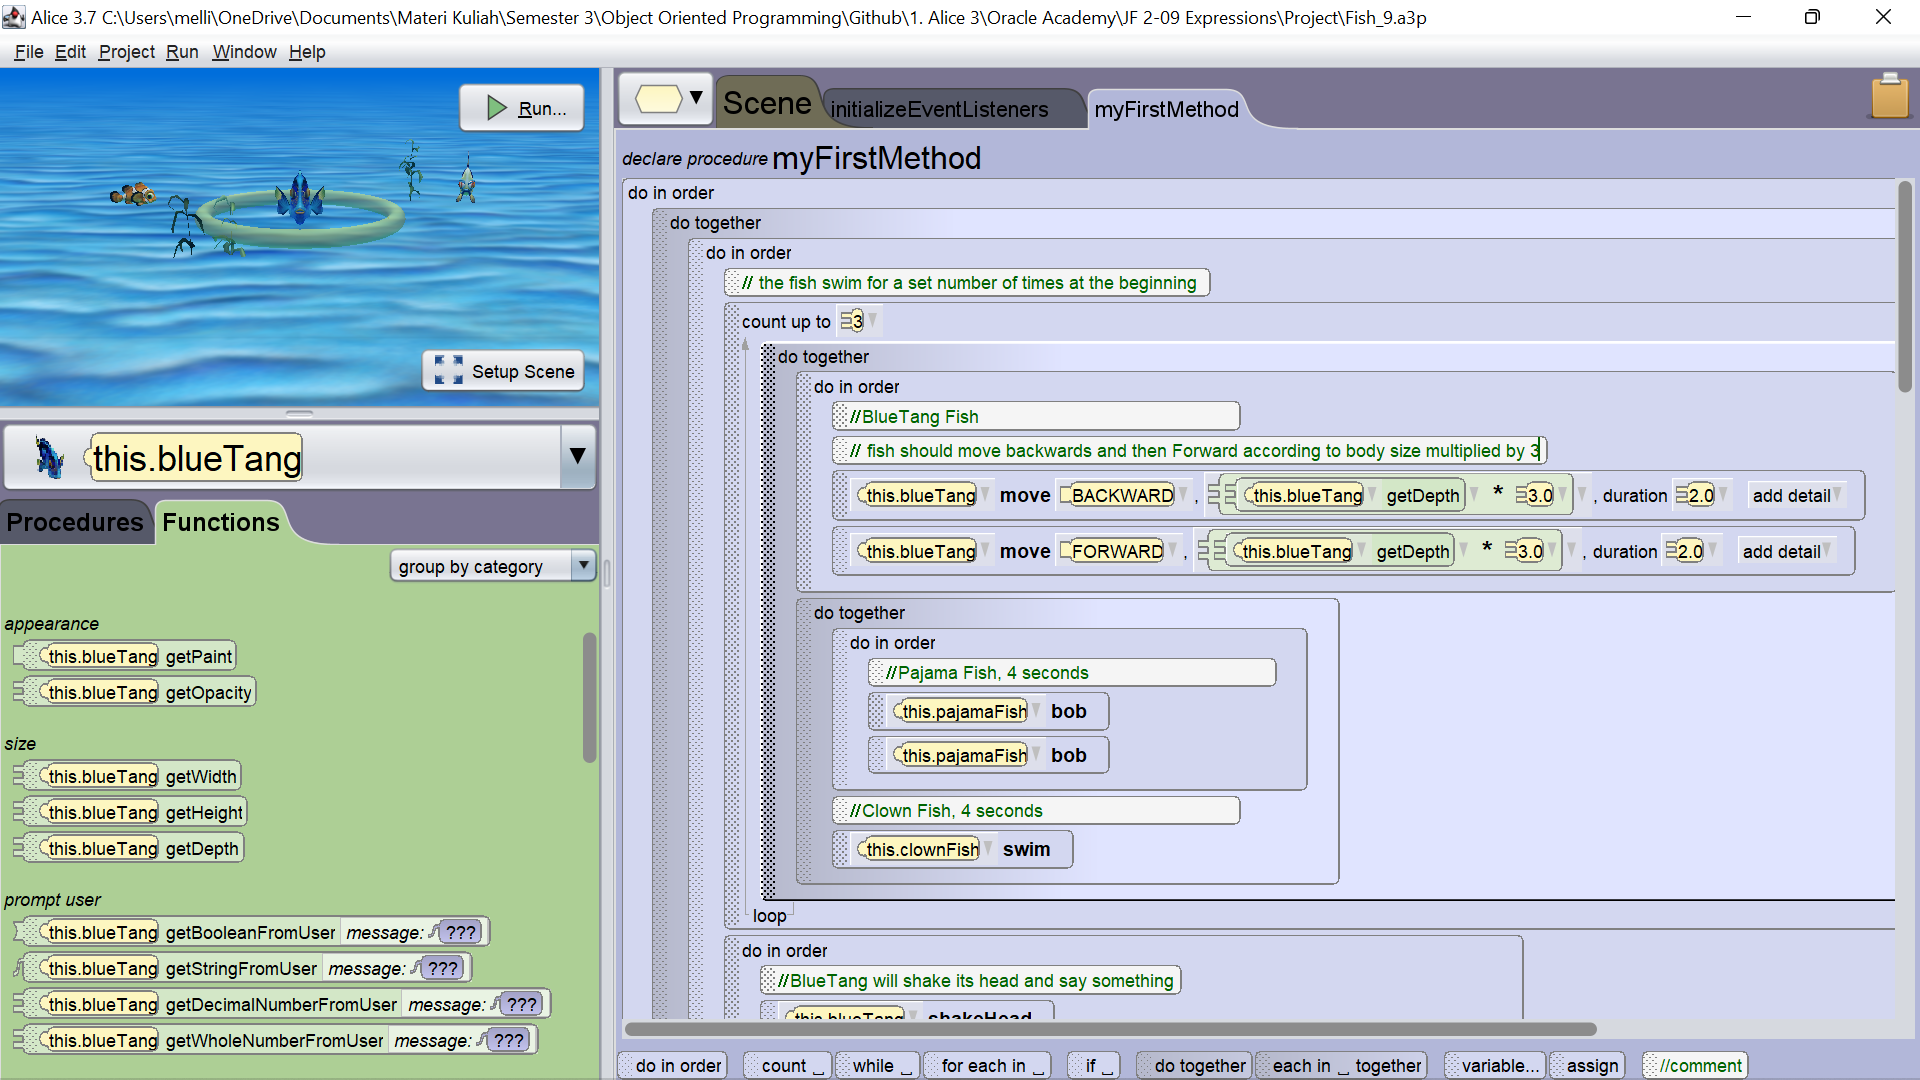 Alice 3.7 C:\Users\melli\OneDrive\Documents\Materi Kuliah\Semester 3\Object Oriented Programming\Github\1. Alice 3\Oracle Academy\JF 2-09 Expressions\Project\Fish_9.a3p
File Edit Project Run Window Help
Run...
Setup Scene
this.blueTang
Procedures Functions
group by category
appearance
this.blueTang getPaint
this.blueTang getOpacity
size
this.blueTang getWidth
this.blueTang getHeight
this.blueTang getDepth
prompt user
this.blueTang getBooleanFromUser message: ???
this.blueTang getStringFromUser message: ???
this.blueTang getDecimalNumberFromUser message: ???
this.blueTang getWholeNumberFromUser message: ???
Scene initializeEventListeners myFirstMethod
declare procedure myFirstMethod
do in order
do together
do in order
// the fish swim for a set number of times at the beginning
count up to 3
do together
do in order
//BlueTang Fish
// fish should move backwards and then Forward according to body size multiplied by 3
this.blueTang move BACKWARD , this.blueTang getDepth * 3.0 , duration 2.0 add detail
this.blueTang move FORWARD , this.blueTang getDepth * 3.0 , duration 2.0 add detail
do together
do in order
//Pajama Fish, 4 seconds
this.pajamaFish bob
this.pajamaFish bob
//Clown Fish, 4 seconds
this.clownFish swim
loop
do in order
//BlueTang will shake its head and say something
this.blueTang shakeHead
do in order count while for each in if do together each in together variable... assign //comment